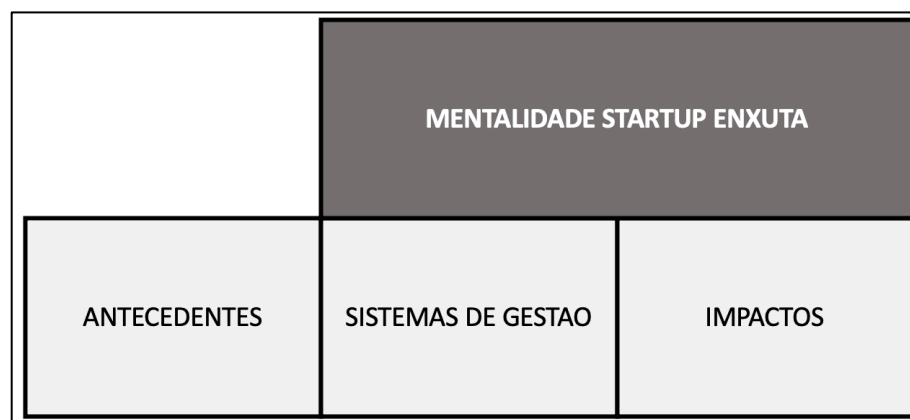 MENTALIDADE STARTUP ENXUTA
ANTECEDENTES
SISTEMAS DE GESTAO
IMPACTOS